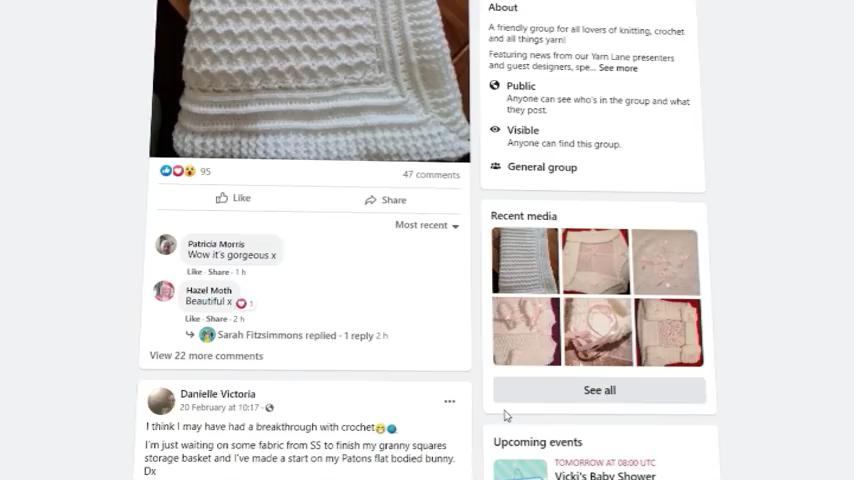 95
47 comments
Like
Share
Most recent
Patricia Morris
Wow it's gorgeous x
Like · Share · 1 h
Hazel Moth
Beautiful x
1
Like · Share · 2 h
Sarah Fitzsimmons replied · 1 reply 2 h
View 22 more comments
Danielle Victoria
20 February at 10:17 ·
I think I may have had a breakthrough with crochet
I'm just waiting on some fabric from SS to finish my granny squares
storage basket and I've made a start on my Patons flat bodied bunny.
Dx
About
A friendly group for all lovers of knitting, crochet
and all things yarn!
Featuring news from our Yarn Lane presenters
and guest designers, spe... See more
Public
Anyone can see who's in the group and what
they post.
Visible
Anyone can find this group.
General group
Recent media
See all
Upcoming events
TOMORROW AT 08:00 UTC
Vicki's Baby Shower